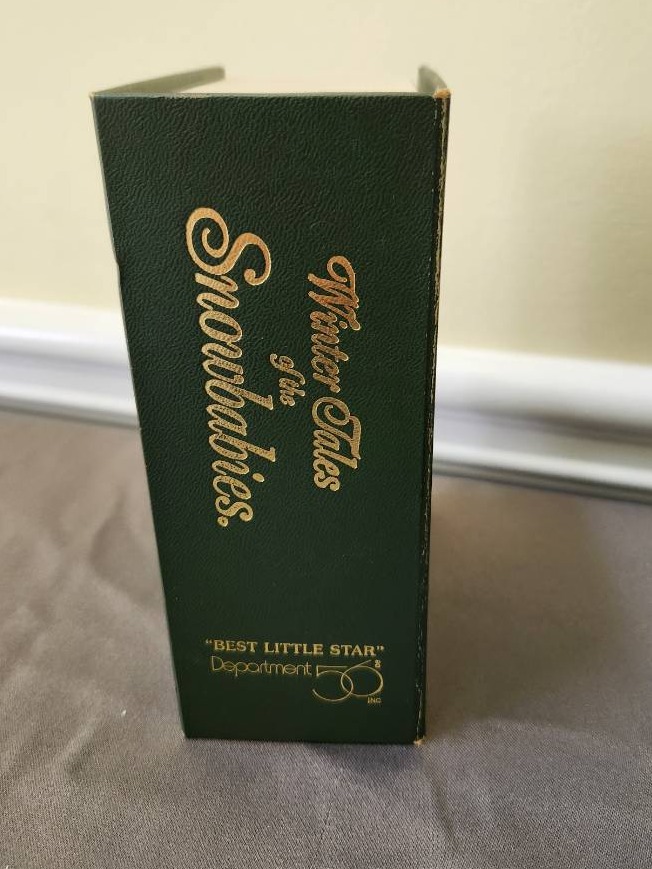 Winter Tales
of the
Snowbabies.
"BEST LITTLE STAR"
Department 56®
INC